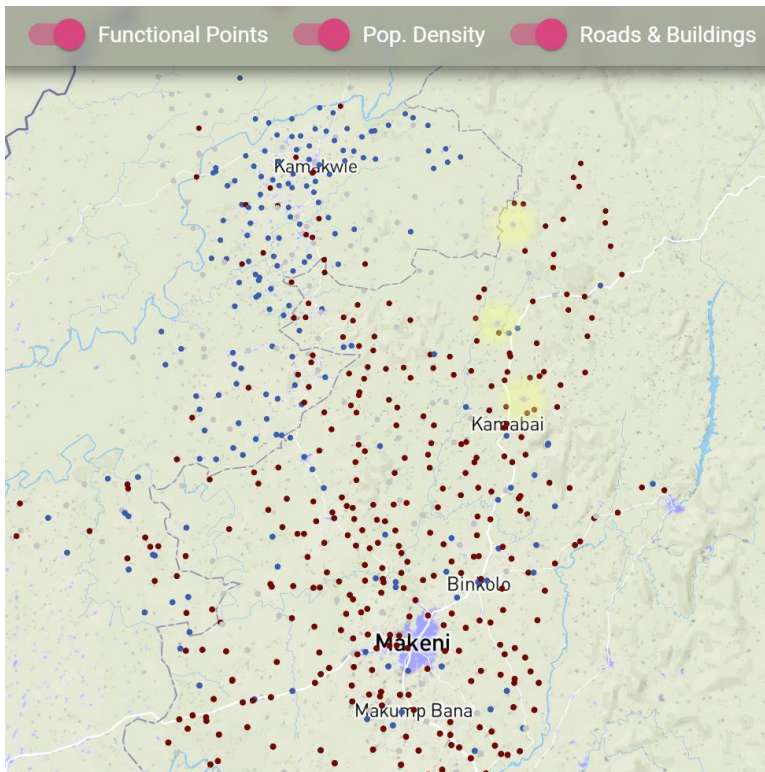 Functional Points Pop. Density Roads & Buildings
Kamakwie
Kamabai
Binkolo
Makeni
Makump Bana